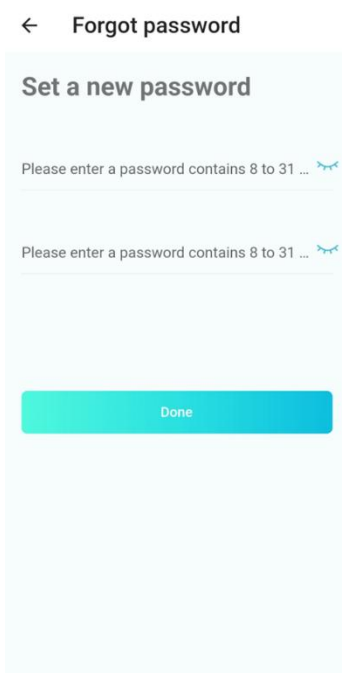 Forgot password
Set a new password
Please enter a password contains 8 to 31 ...
Please enter a password contains 8 to 31 ...
Done